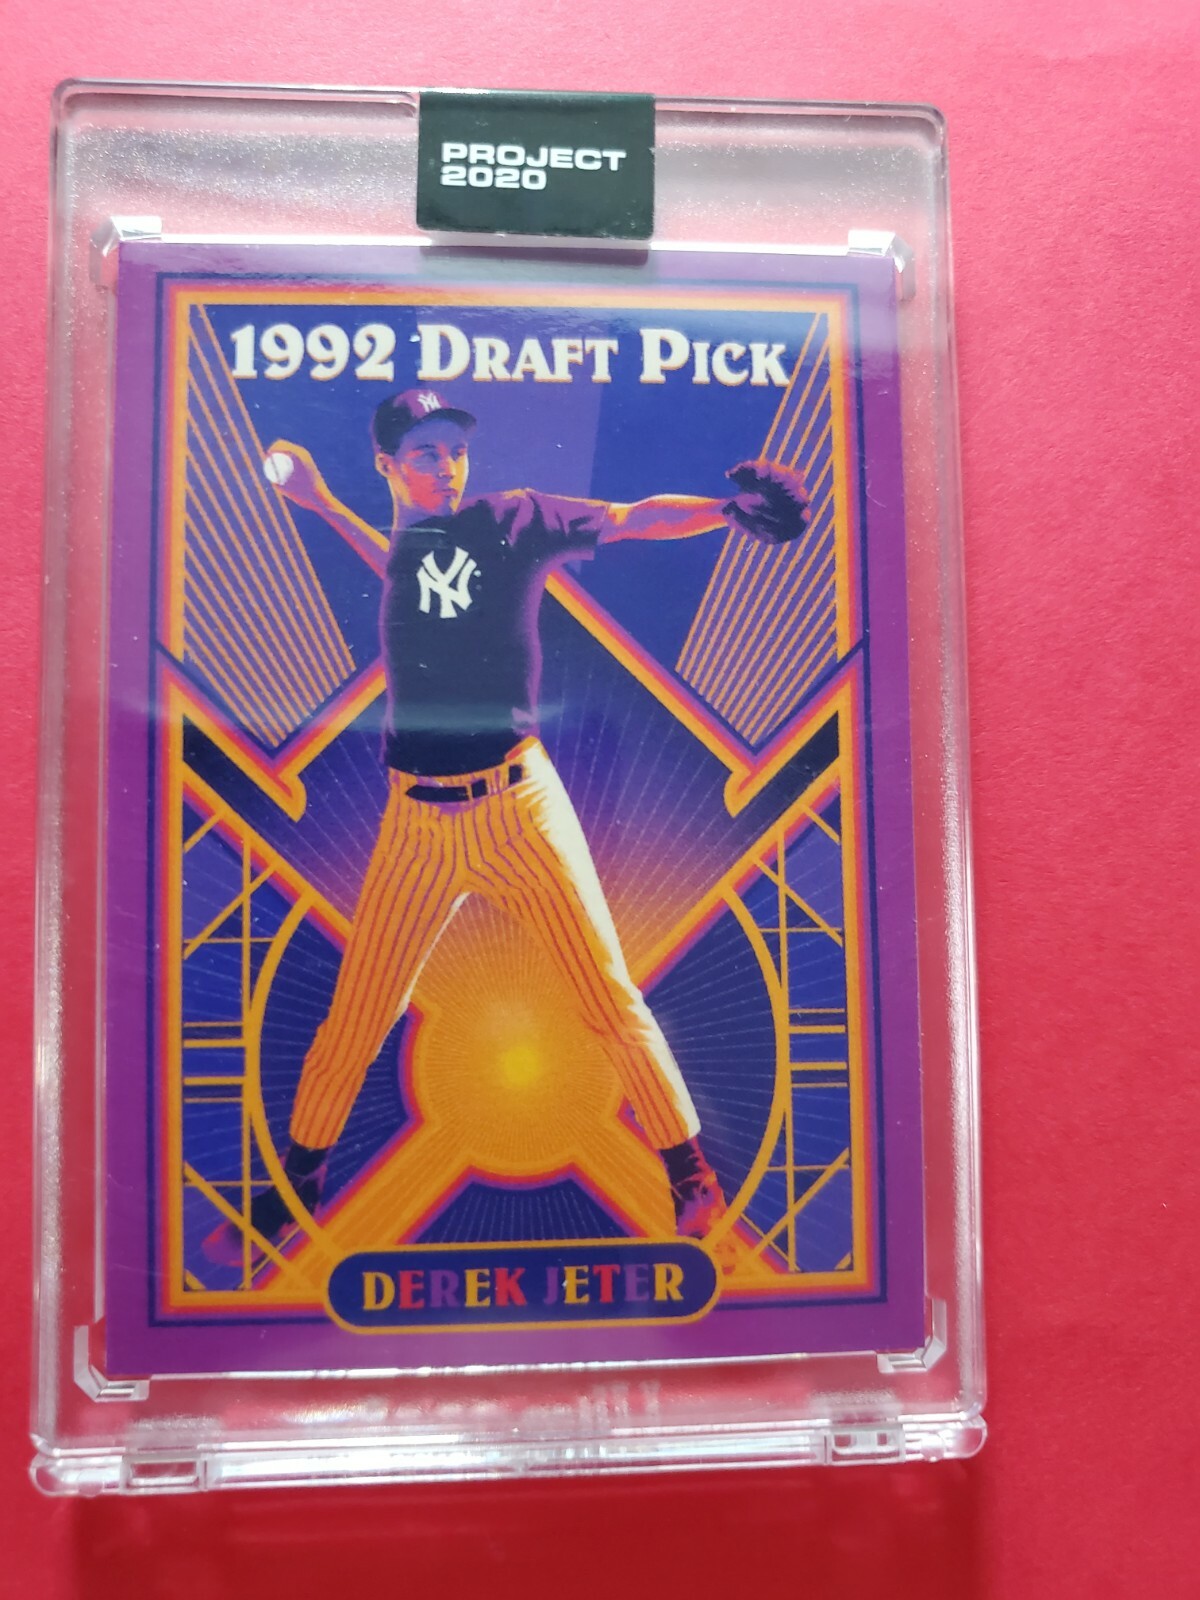 PROJECT
2020
1992 DRAFT PICK
NY
NY
DEREK JETER